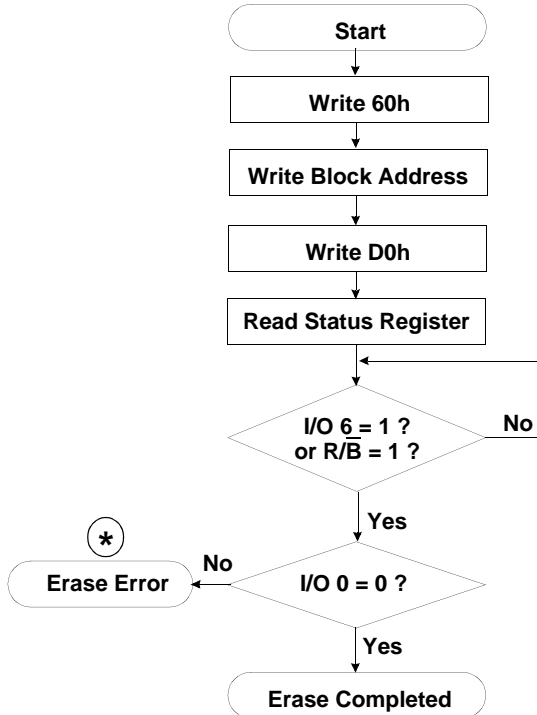 Start
Write 60h
Write Block Address
Write D0h
Read Status Register
I/O 6 = 1 ?
or R/B̅ = 1 ?
No
Yes
*
No
Erase Error
I/O 0 = 0 ?
Yes
Erase Completed